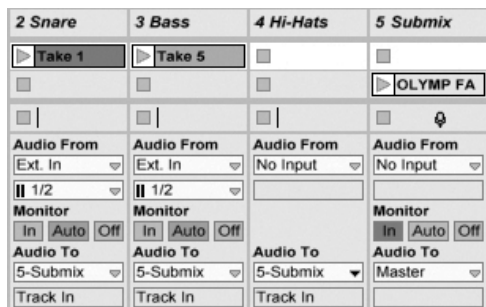 2 Snare 3 Bass 4 Hi-Hats 5 Submix
Take 1 Take 5
OLYMP FA
Audio From Audio From Audio From Audio From
Ext. In Ext. In No Input No Input
1/2 1/2
Monitor Monitor Monitor
In Auto Off In Auto Off In Auto Off
Audio To Audio To Audio To Audio To
5-Submix 5-Submix 5-Submix Master
Track In Track In Track In